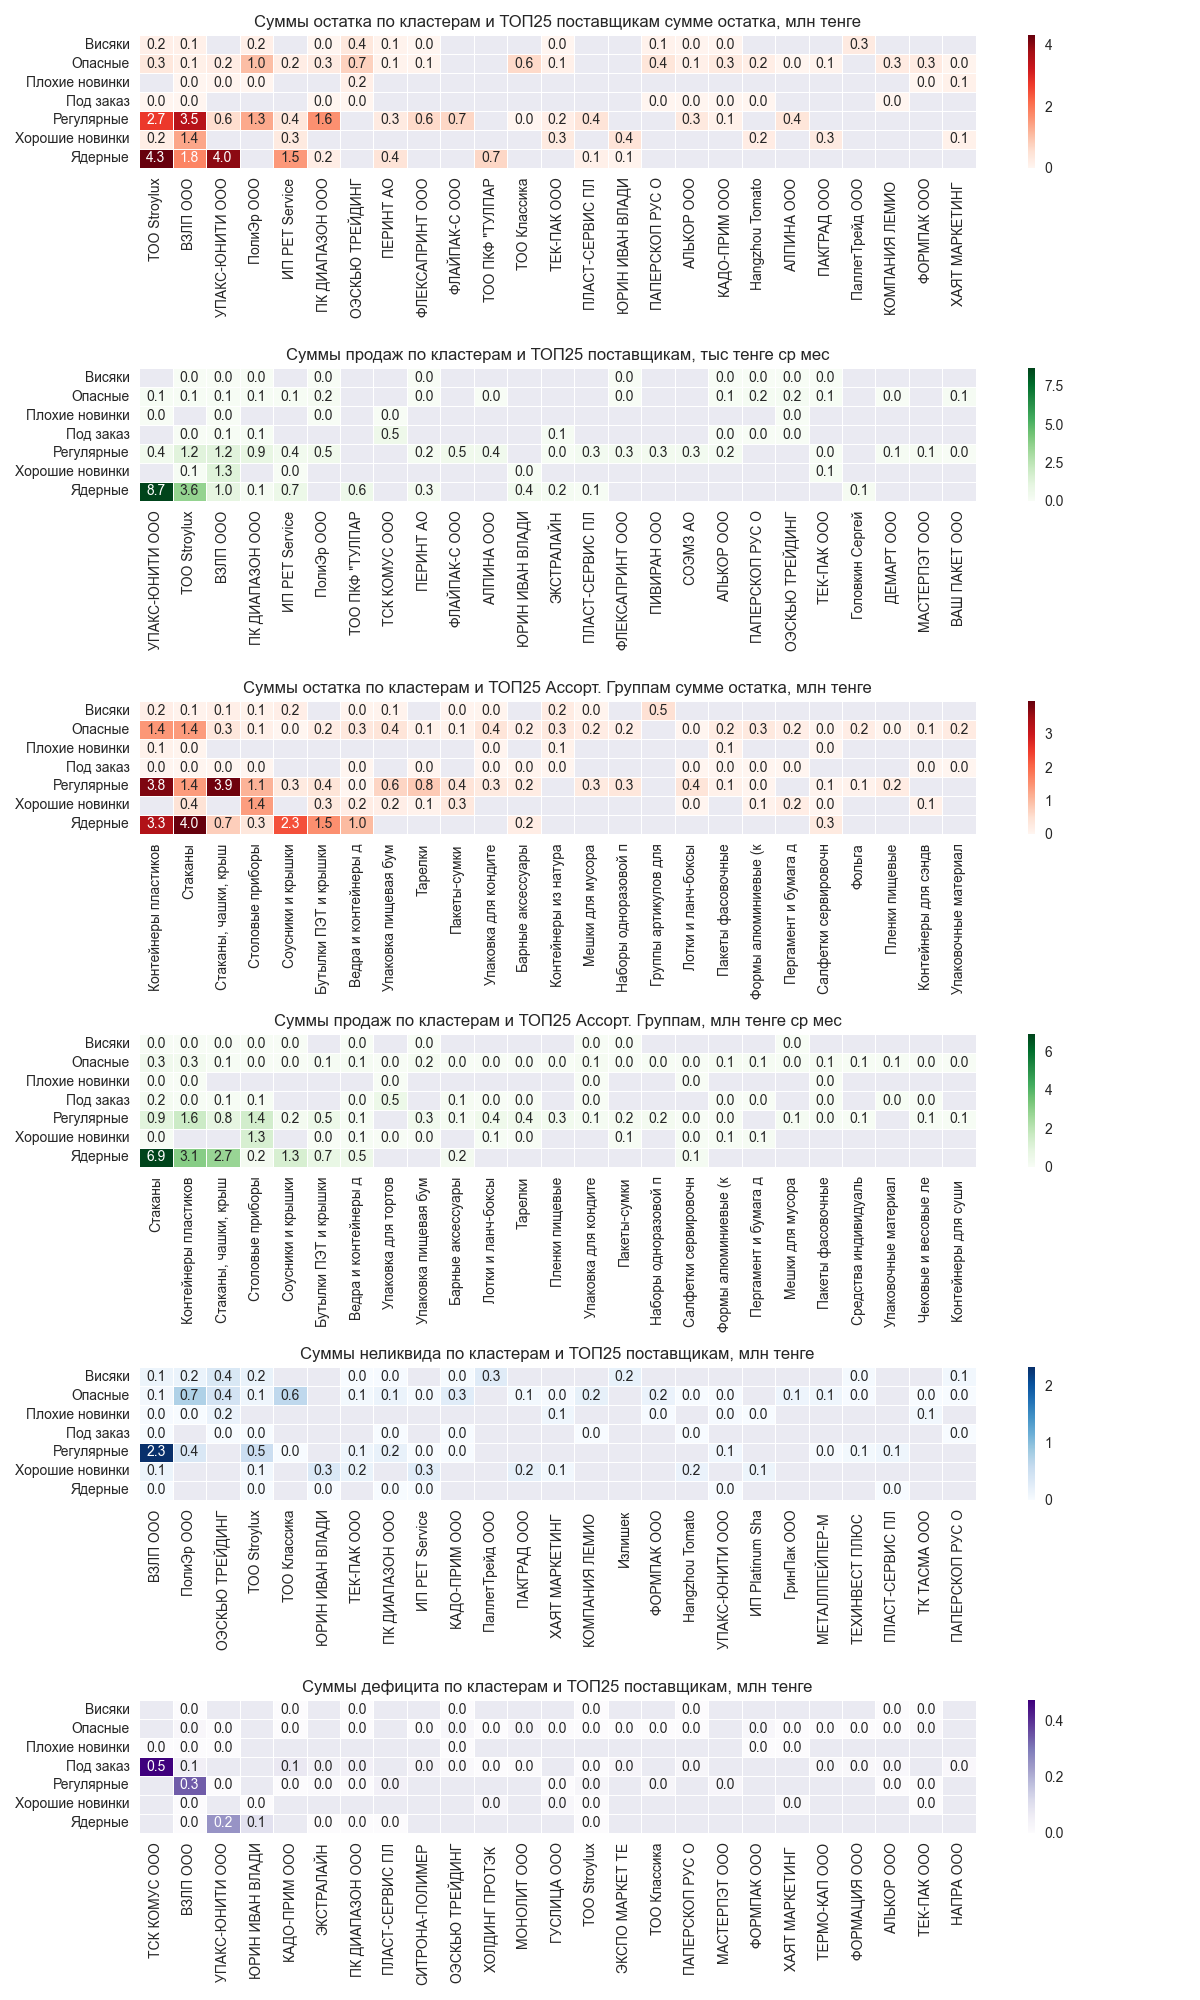 Суммы остатка по кластерам и ТОП25 поставщикам сумме остатка, млн тенге
Висяки 0.2 0.1 0.2 0.0 0.4 0.1 0.0 0.0 0.1 0.0 0.0 0.3
Опасные 0.3 0.1 0.2 1.0 0.2 0.3 0.7 0.1 0.1 0.6 0.1 0.4 0.1 0.3 0.2 0.0 0.1 0.3 0.3 0.0
Плохие новинки 0.0 0.0 0.0 0.2 0.0 0.1
Под заказ 0.0 0.0 0.0 0.0 0.0 0.0 0.0 0.0 0.0
Регулярные 2.7 3.5 0.6 1.3 0.4 1.6 0.3 0.6 0.7 0.0 0.2 0.4 0.3 0.1 0.4
Хорошие новинки 0.2 1.4 0.3 0.3 0.4 0.2 0.3 0.1
Ядерные 4.3 1.8 4.0 1.5 0.2 0.4 0.7 0.1 0.1
4
2
0
ТОО Stroylux
ВЗЛП ООО
УПАКС-ЮНИТИ ООО
ПолиЭр ООО
ИП PET Service
ПК ДИАПАЗОН ООО
ОЭСКЬЮ ТРЕЙДИНГ
ПЕРИНТ АО
ФЛЕКСАПРИНТ ООО
ФЛАЙПАК-С ООО
ТОО ПКФ "ТУЛПАР
ТОО Классика
ТЕК-ПАК ООО
ПЛАСТ-СЕРВИС ПЛ
ЮРИН ИВАН ВЛАДИ
ПАПЕРСКОП РУС О
АЛЬКОР ООО
КАДО-ПРИМ ООО
Hangzhou Tomato
АЛПИНА ООО
ПАКГРАД ООО
ПаллетТрейд ООО
КОМПАНИЯ ЛЕМИО
ФОРМПАК ООО
ХАЯТ МАРКЕТИНГ
Суммы продаж по кластерам и ТОП25 поставщикам, тыс тенге ср мес
Висяки 0.0 0.0 0.0 0.0 0.0 0.0 0.0 0.0 0.0 0.0
Опасные 0.1 0.1 0.1 0.1 0.1 0.2 0.0 0.0 0.0 0.1 0.2 0.2 0.1 0.0 0.1
Плохие новинки 0.0 0.0 0.0 0.0 0.0
Под заказ 0.0 0.1 0.1 0.5 0.1 0.0 0.0 0.0
Регулярные 0.4 1.2 1.2 0.9 0.4 0.5 0.2 0.5 0.4 0.0 0.3 0.3 0.3 0.3 0.2 0.0 0.1 0.1 0.0
Хорошие новинки 0.1 1.3 0.0 0.0 0.1
Ядерные 8.7 3.6 1.0 0.1 0.7 0.6 0.3 0.4 0.2 0.1 0.1
7.5
5.0
2.5
0.0
УПАКС-ЮНИТИ ООО
ТОО Stroylux
ВЗЛП ООО
ПК ДИАПАЗОН ООО
ИП PET Service
ПолиЭр ООО
ТОО ПКФ "ТУЛПАР
ТСК КОМУС ООО
ПЕРИНТ АО
ФЛАЙПАК-С ООО
АЛПИНА ООО
ЮРИН ИВАН ВЛАДИ
ЭКСТРАЛАЙН
ПЛАСТ-СЕРВИС ПЛ
ФЛЕКСАПРИНТ ООО
ПИВИРАН ООО
СОЭМЗ АО
АЛЬКОР ООО
ПАПЕРСКОП РУС О
ОЭСКЬЮ ТРЕЙДИНГ
ТЕК-ПАК ООО
Головкин Сергей
ДЕМАРТ ООО
МАСТЕРПЭТ ООО
ВАШ ПАКЕТ ООО
Суммы остатка по кластерам и ТОП25 Ассорт. Группам сумме остатка, млн тенге
Висяки 0.2 0.1 0.1 0.1 0.2 0.0 0.1 0.0 0.0 0.2 0.0 0.5
Опасные 1.4 1.4 0.3 0.1 0.0 0.2 0.3 0.4 0.1 0.1 0.4 0.2 0.3 0.2 0.2 0.0 0.2 0.3 0.2 0.0 0.2 0.0 0.1 0.2
Плохие новинки 0.1 0.0 0.0 0.1 0.1 0.0
Под заказ 0.0 0.0 0.0 0.0 0.0 0.0 0.0 0.0 0.0 0.0 0.0 0.0 0.0 0.0 0.0
Регулярные 3.8 1.4 3.9 1.1 0.3 0.4 0.0 0.6 0.8 0.4 0.3 0.2 0.3 0.3 0.4 0.1 0.0 0.1 0.1 0.2
Хорошие новинки 0.4 1.4 0.3 0.2 0.2 0.1 0.3 0.0 0.1 0.2 0.0 0.1
Ядерные 3.3 4.0 0.7 0.3 2.3 1.5 1.0 0.2 0.3
3
2
1
0
Контейнеры пластиков
Стаканы
Стаканы, чашки, крыш
Столовые приборы
Соусники и крышки
Бутылки ПЭТ и крышки
Ведра и контейнеры д
Упаковка пищевая бум
Тарелки
Пакеты-сумки
Упаковка для кондите
Барные аксессуары
Контейнеры из натура
Мешки для мусора
Наборы одноразовой п
Группы артикулов для
Лотки и ланч-боксы
Пакеты фасовочные
Формы алюминиевые (к
Пергамент и бумага д
Салфетки сервировочн
Фольга
Пленки пищевые
Контейнеры для сэндв
Упаковочные материал
Суммы продаж по кластерам и ТОП25 Ассорт. Группам, млн тенге ср мес
Висяки 0.0 0.0 0.0 0.0 0.0 0.0 0.0 0.0 0.0 0.0
Опасные 0.3 0.3 0.1 0.0 0.0 0.1 0.1 0.0 0.2 0.0 0.0 0.0 0.0 0.1 0.0 0.0 0.0 0.1 0.1 0.0 0.1 0.1 0.1 0.0 0.0
Плохие новинки 0.0 0.0 0.0 0.0 0.0 0.0
Под заказ 0.2 0.0 0.1 0.1 0.0 0.5 0.1 0.0 0.0 0.0 0.0 0.0 0.0 0.0 0.0
Регулярные 0.9 1.6 0.8 1.4 0.2 0.5 0.1 0.3 0.1 0.4 0.4 0.3 0.1 0.2 0.2 0.0 0.0 0.1 0.0 0.1 0.1 0.1
Хорошие новинки 0.0 1.3 0.0 0.1 0.0 0.0 0.1 0.0 0.1 0.0 0.1 0.1
Ядерные 6.9 3.1 2.7 0.2 1.3 0.7 0.5 0.2 0.1
6
4
2
0
Стаканы
Контейнеры пластиков
Стаканы, чашки, крыш
Столовые приборы
Соусники и крышки
Бутылки ПЭТ и крышки
Ведра и контейнеры д
Упаковка для тортов
Упаковка пищевая бум
Барные аксессуары
Лотки и ланч-боксы
Тарелки
Пленки пищевые
Упаковка для кондите
Пакеты-сумки
Наборы одноразовой п
Салфетки сервировочн
Формы алюминиевые (к
Пергамент и бумага д
Мешки для мусора
Пакеты фасовочные
Средства индивидуаль
Упаковочные материал
Чековые и весовые ле
Контейнеры для суши
Суммы неликвида по кластерам и ТОП25 поставщикам, млн тенге
Висяки 0.1 0.2 0.4 0.2 0.0 0.0 0.0 0.3 0.2 0.0 0.1
Опасные 0.1 0.7 0.4 0.1 0.6 0.1 0.1 0.0 0.3 0.1 0.0 0.2 0.2 0.0 0.0 0.1 0.1 0.0 0.0 0.0
Плохие новинки 0.0 0.0 0.2 0.1 0.0 0.0 0.0 0.1
Под заказ 0.0 0.0 0.0 0.0 0.0 0.0 0.0 0.0
Регулярные 2.3 0.4 0.5 0.0 0.1 0.2 0.0 0.0 0.1 0.0 0.1 0.1
Хорошие новинки 0.1 0.1 0.3 0.2 0.3 0.2 0.1 0.2 0.1
Ядерные 0.0 0.0 0.0 0.0 0.0 0.0 0.0
2
1
0
ВЗЛП ООО
ПолиЭр ООО
ОЭСКЬЮ ТРЕЙДИНГ
ТОО Stroylux
ТОО Классика
ЮРИН ИВАН ВЛАДИ
ТЕК-ПАК ООО
ПК ДИАПАЗОН ООО
ИП PET Service
КАДО-ПРИМ ООО
ПаллетТрейд ООО
ПАКГРАД ООО
ХАЯТ МАРКЕТИНГ
КОМПАНИЯ ЛЕМИО
Излишек
ФОРМПАК ООО
Hangzhou Tomato
УПАКС-ЮНИТИ ООО
ИП Platinum Sha
ГринПак ООО
МЕТАЛЛПЕЙПЕР-М
ТЕХИНВЕСТ ПЛЮС
ПЛАСТ-СЕРВИС ПЛ
ТК ТАСМА ООО
ПАПЕРСКОП РУС О
Суммы дефицита по кластерам и ТОП25 поставщикам, млн тенге
Висяки 0.0 0.0 0.0 0.0 0.0 0.0 0.0
Опасные 0.0 0.0 0.0 0.0 0.0 0.0 0.0 0.0 0.0 0.0 0.0 0.0 0.0 0.0 0.0 0.0 0.0 0.0 0.0
Плохие новинки 0.0 0.0 0.0 0.0 0.0 0.0
Под заказ 0.5 0.1 0.1 0.0 0.0 0.0 0.0 0.0 0.0 0.0 0.0 0.0 0.0 0.0 0.0
Регулярные 0.3 0.0 0.0 0.0 0.0 0.0 0.0 0.0 0.0 0.0 0.0 0.0
Хорошие новинки 0.0 0.0 0.0 0.0 0.0 0.0 0.0
Ядерные 0.0 0.2 0.1 0.0 0.0 0.0 0.0
0.4
0.2
0.0
ТСК КОМУС ООО
ВЗЛП ООО
УПАКС-ЮНИТИ ООО
ЮРИН ИВАН ВЛАДИ
КАДО-ПРИМ ООО
ЭКСТРАЛАЙН
ПК ДИАПАЗОН ООО
ПЛАСТ-СЕРВИС ПЛ
СИТРОНА-ПОЛИМЕР
ОЭСКЬЮ ТРЕЙДИНГ
ХОЛДИНГ ПРОТЭК
МОНОЛИТ ООО
ГУСЛИЦА ООО
ТОО Stroylux
ЭКСПО МАРКЕТ ТЕ
ТОО Классика
ПАПЕРСКОП РУС О
МАСТЕРПЭТ ООО
ФОРМПАК ООО
ХАЯТ МАРКЕТИНГ
ТЕРМО-КАП ООО
ФОРМАЦИЯ ООО
АЛЬКОР ООО
ТЕК-ПАК ООО
НАПРА ООО